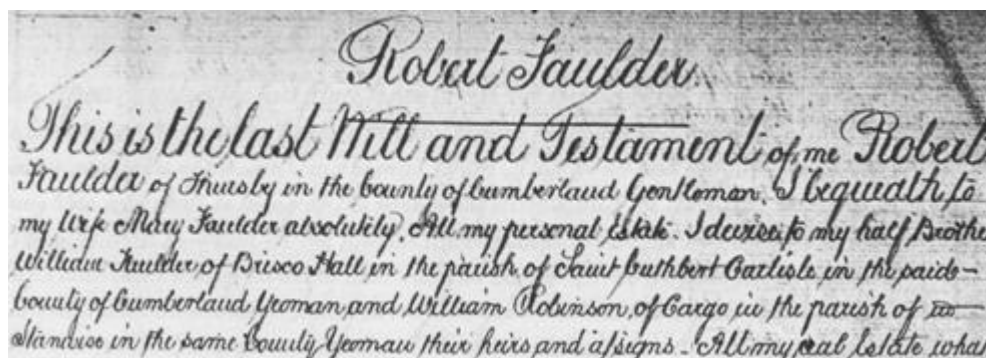 Robert Faulder
This is the last Will and Testament of me Robert
Faulder of Thursby in the County of Cumberland Gentleman. I bequeath to
my Wife Mary Faulder absolutely. All my personal Estate. I devise to my half Brothe
William Faulder of Brisco Hall in the parish of Saint Cuthbert Carlisle in the said
County of Cumberland Yeoman and William Robinson of Cargo in the parish of
Stanwise in the same County Yeoman their heirs and assigns. All my real Estate what